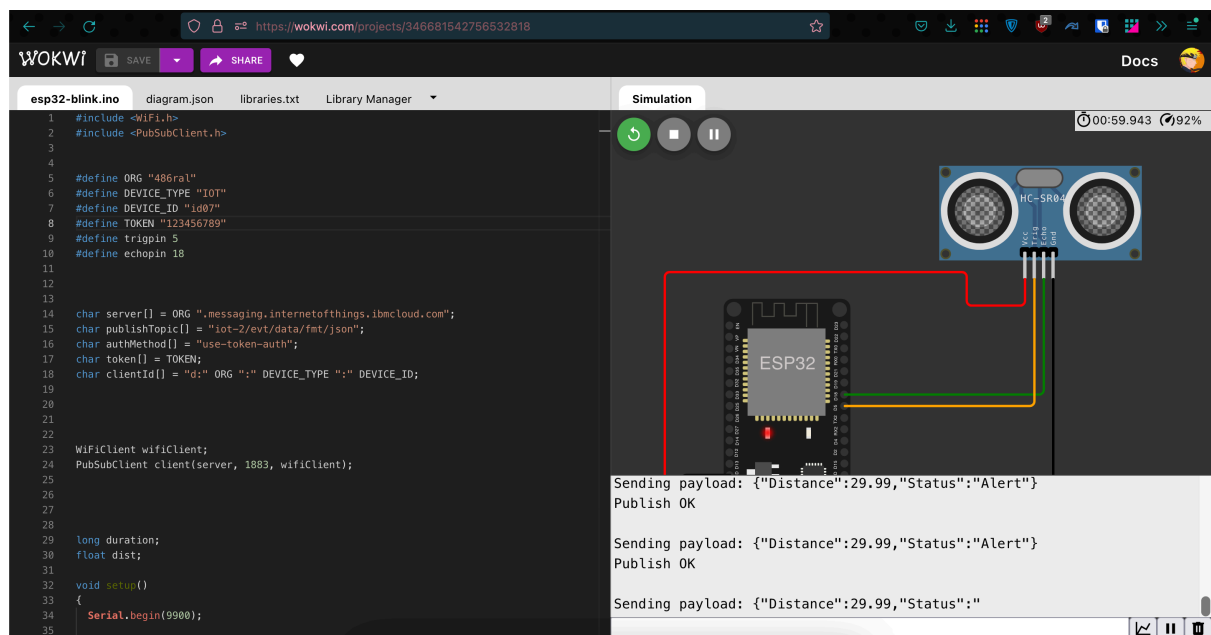 https://wokwi.com/projects/346681542756532818
2
WOKWI
SAVE
SHARE
Docs
esp32-blink.ino
diagram.json
libraries.txt
Library Manager
1 #include <WiFi.h>
2 #include <PubSubClient.h>
3
4
5 #define ORG "486ral"
6 #define DEVICE_TYPE "IOT"
7 #define DEVICE_ID "id07"
8 #define TOKEN "123456789"
9 #define trigpin 5
10 #define echopin 18
11
12
13
14 char server[] = ORG ".messaging.internetofthings.ibmcloud.com";
15 char publishTopic[] = "iot-2/evt/data/fmt/json";
16 char authMethod[] = "use-token-auth";
17 char token[] = TOKEN;
18 char clientId[] = "d:" ORG ":" DEVICE_TYPE ":" DEVICE_ID;
19
20
21
22
23 WiFiClient wifiClient;
24 PubSubClient client(server, 1883, wifiClient);
25
26
27
28
29 long duration;
30 float dist;
31
32 void setup()
33 {
34 Serial.begin(9900);
35
Simulation
00:59.943 92%
HC-SR04
Vcc
Trig
Echo
Gnd
ESP32
Sending payload: {"Distance":29.99,"Status":"Alert"}
Publish OK
Sending payload: {"Distance":29.99,"Status":"Alert"}
Publish OK
Sending payload: {"Distance":29.99,"Status":"